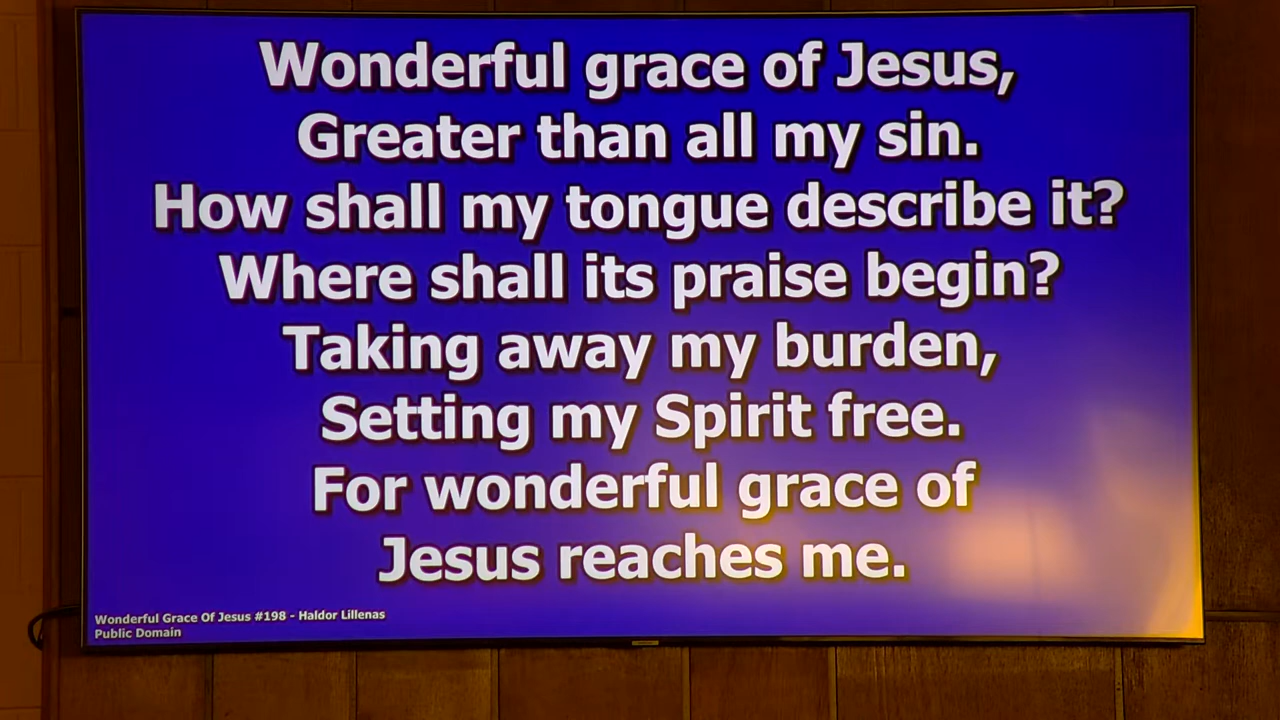 Wonderful grace of Jesus,
Greater than all my sin.
How shall my tongue describe it?
Where shall its praise begin?
Taking away my burden,
Setting my Spirit free.
For wonderful grace of
Jesus reaches me.
Wonderful Grace Of Jesus #198 - Haldor Lillenas
Public Domain